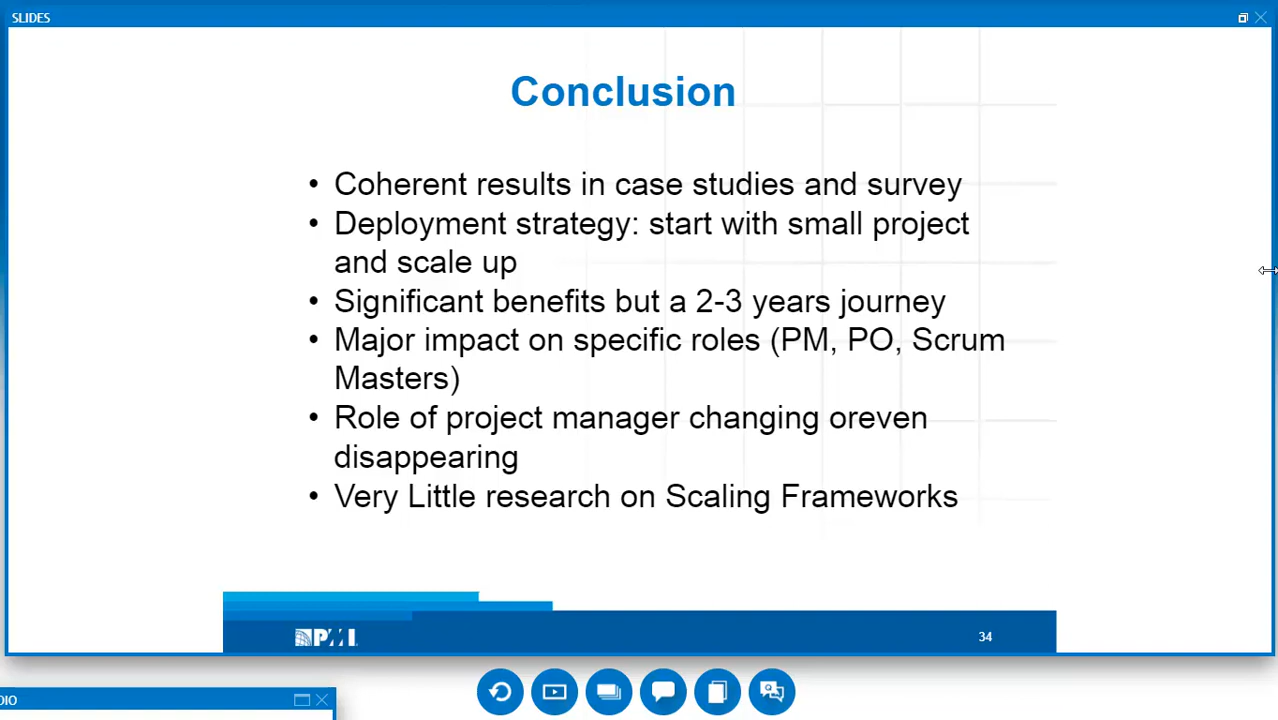 SLIDES
Conclusion
• Coherent results in case studies and survey
• Deployment strategy: start with small project
and scale up
• Significant benefits but a 2-3 years journey
• Major impact on specific roles (PM, PO, Scrum
Masters)
• Role of project manager changing oreven
disappearing
• Very Little research on Scaling Frameworks
PMI
34
DIO